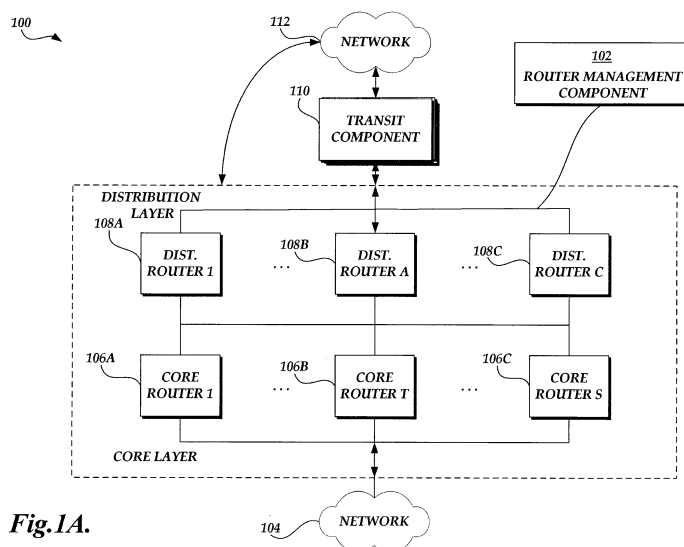 100
112
NETWORK
102
ROUTER MANAGEMENT
COMPONENT
110
TRANSIT
COMPONENT
DISTRIBUTION
LAYER
108A
DIST.
ROUTER 1
...
108B
DIST.
ROUTER A
...
108C
DIST.
ROUTER C
106A
CORE
ROUTER 1
...
106B
CORE
ROUTER T
...
106C
CORE
ROUTER S
CORE LAYER
Fig.1A.
104
NETWORK